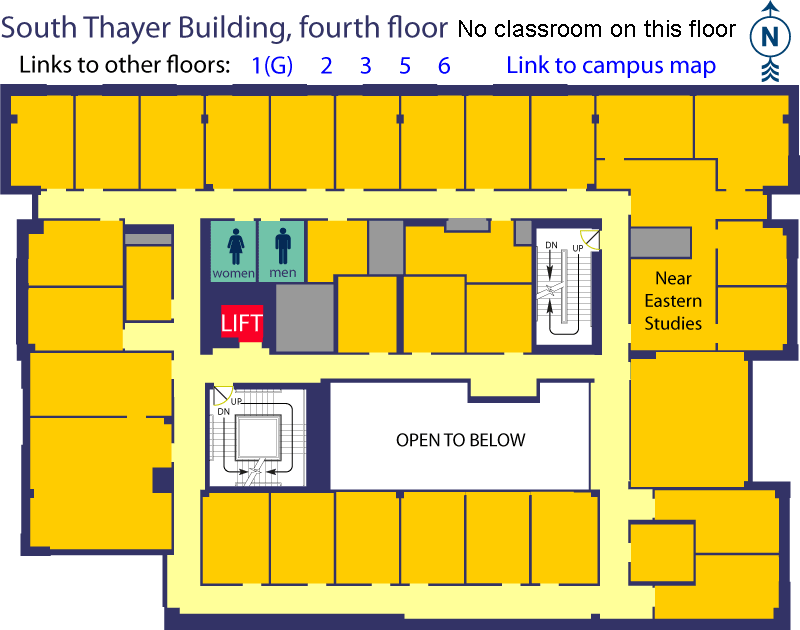 South Thayer Building, fourth floor No classroom on this floor
N
Links to other floors: 1(G) 2 3 5 6 Link to campus map
women men
DN UP
Near
Eastern
Studies
LIFT
UP
DN
OPEN TO BELOW